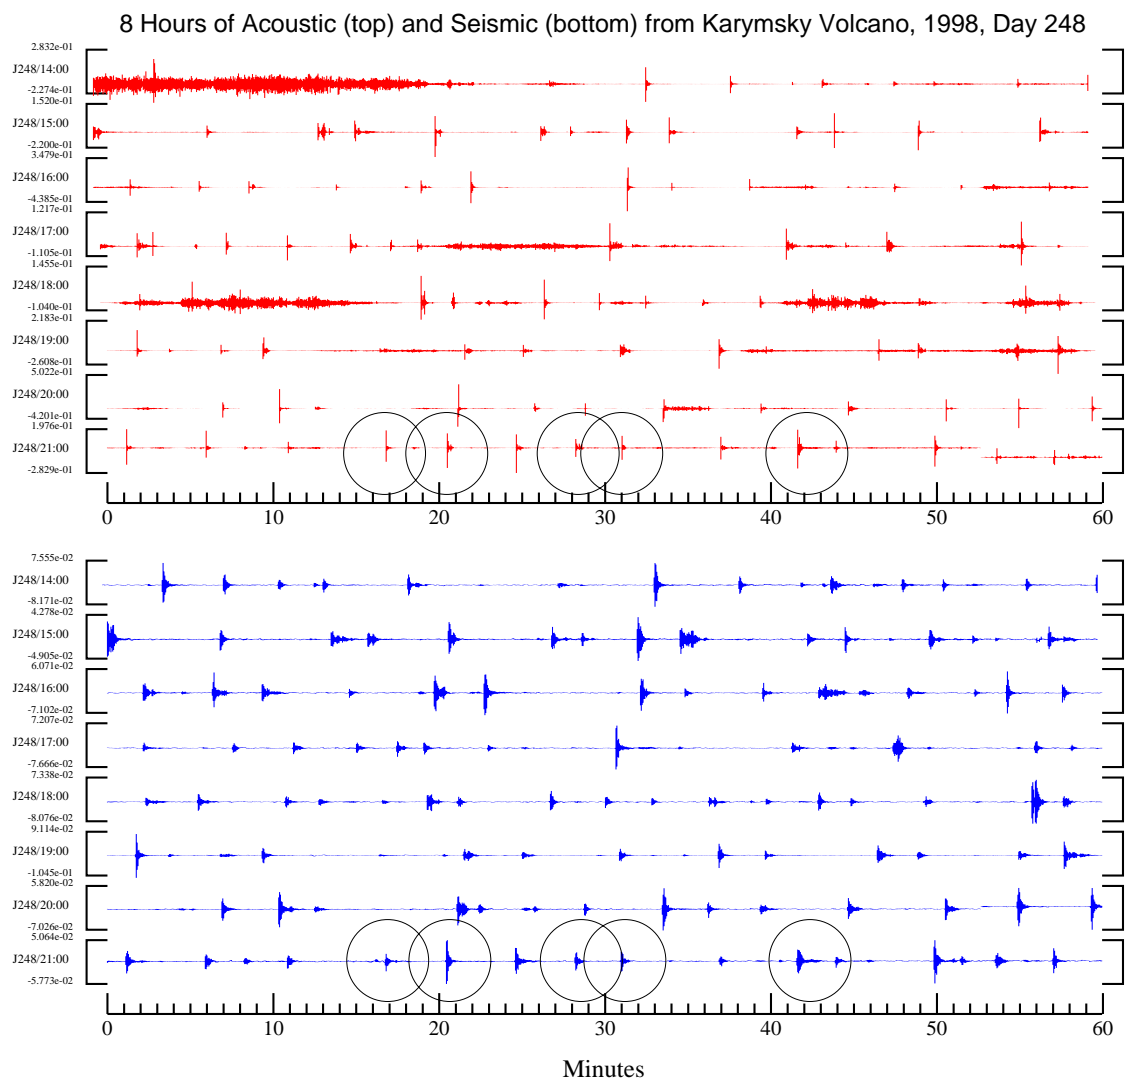 8 Hours of Acoustic (top) and Seismic (bottom) from Karymsky Volcano, 1998, Day 248
2.832e-01
J248/14:00
-2.274e-01
1.520e-01
J248/15:00
-2.200e-01
3.479e-01
J248/16:00
-4.385e-01
1.217e-01
J248/17:00
-1.105e-01
1.455e-01
J248/18:00
-1.040e-01
2.183e-01
J248/19:00
-2.608e-01
5.022e-01
J248/20:00
-4.201e-01
1.976e-01
J248/21:00
-2.829e-01
0 10 20 30 40 50 60
7.555e-02
J248/14:00
-8.171e-02
4.278e-02
J248/15:00
-4.905e-02
6.071e-02
J248/16:00
-7.102e-02
7.207e-02
J248/17:00
-7.666e-02
7.338e-02
J248/18:00
-8.076e-02
9.114e-02
J248/19:00
-1.045e-01
5.820e-02
J248/20:00
-7.026e-02
5.064e-02
J248/21:00
-5.773e-02
0 10 20 30 40 50 60
Minutes